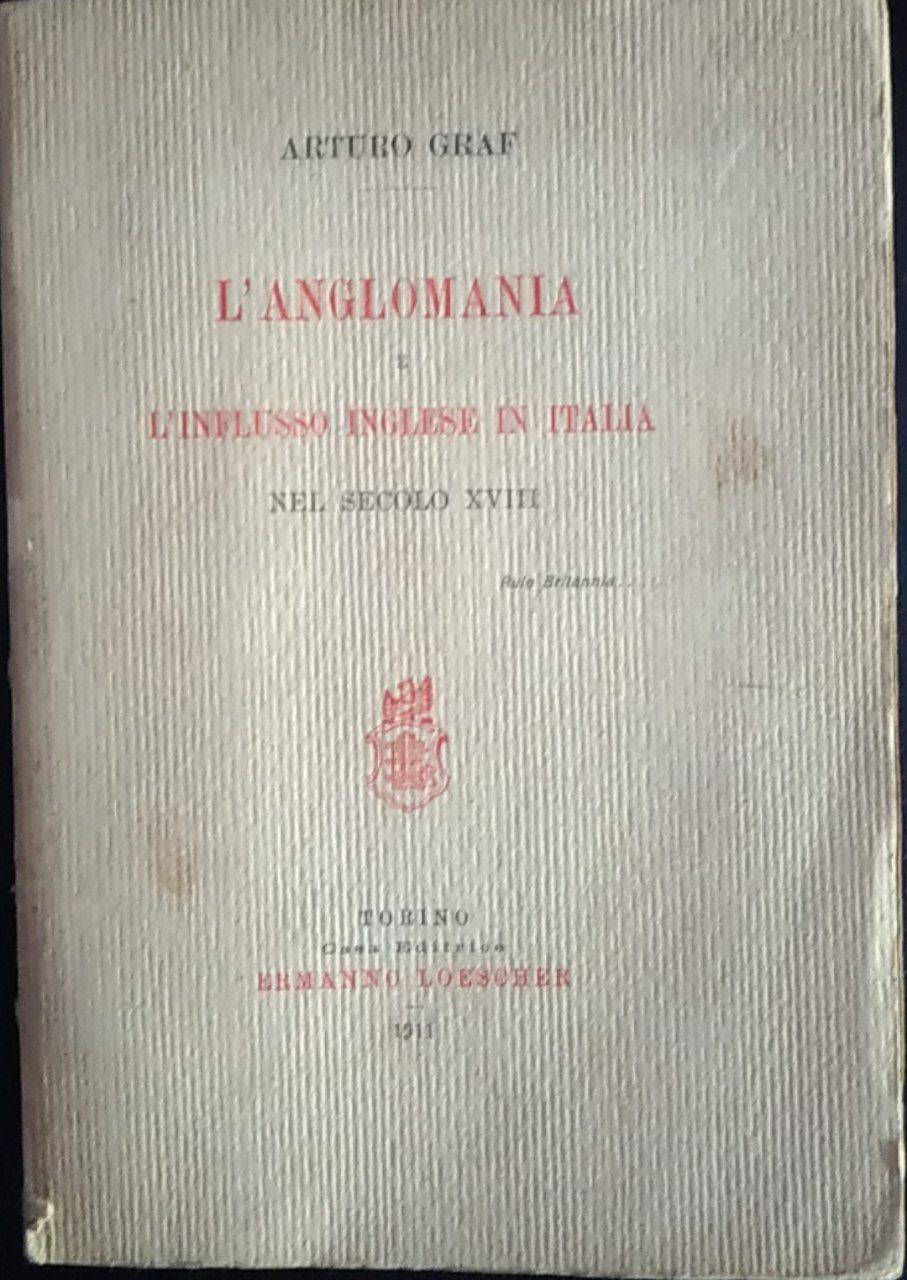 ARTURO GRAF
L'ANGLOMANIA
E
L'INFLUSSO INGLESE IN ITALIA
NEL SECOLO XVIII
Rule Britannia....
TORINO
Casa Editrice
ERMANNO LOESCHER
1911